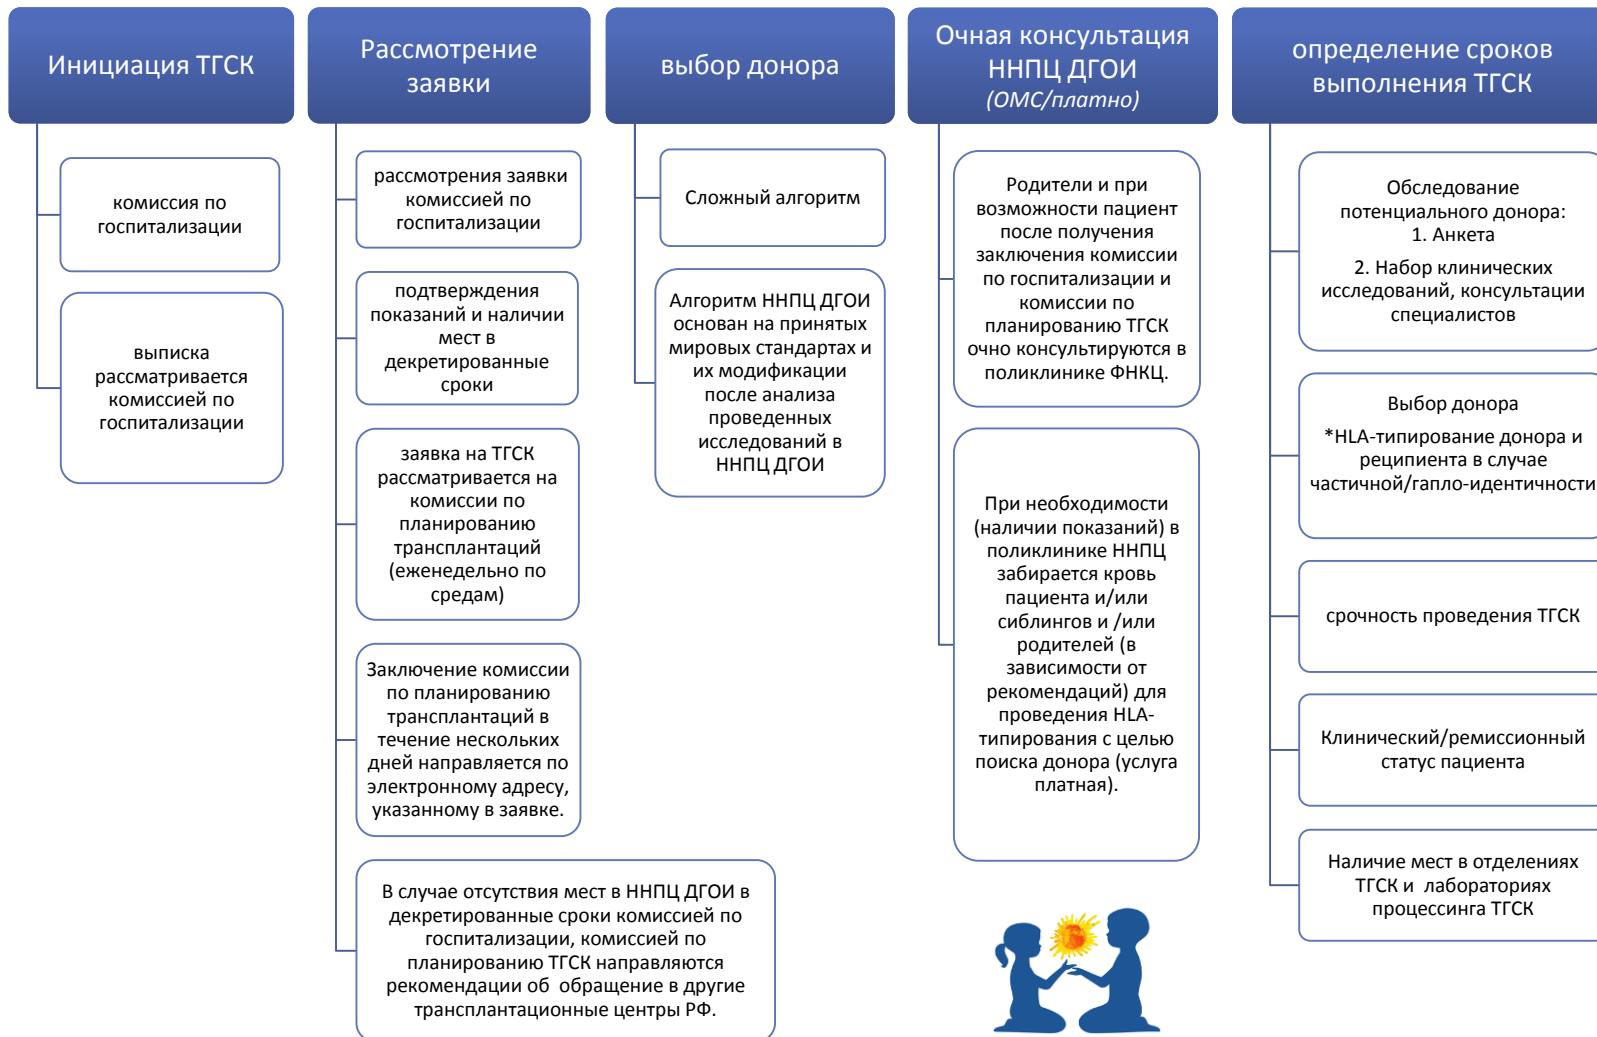 Инициация ТГСК
комиссия по
госпитализации
выписка
рассматривается
комиссией по
госпитализации
Рассмотрение
заявки
рассмотрения заявки
комиссией по
госпитализации
подтверждения
показаний и наличии
мест в
декретированные
сроки
заявка на ТГСК
рассматривается на
комиссии по
планированию
трансплантаций
(еженедельно по
средам)
Заключение комиссии
по планированию
трансплантаций в
течение нескольких
дней направляется по
электронному адресу,
указанному в заявке.
В случае отсутствия мест в ННПЦ ДГОИ в
декретированные сроки комиссией по
госпитализации, комиссией по
планированию ТГСК направляются
рекомендации об обращение в другие
трансплантационные центры РФ.
выбор донора
Сложный алгоритм
Алгоритм ННПЦ ДГОИ
основан на принятых
мировых стандартах и
их модификации
после анализа
проведенных
исследований в
ННПЦ ДГОИ
Очная консультация
ННПЦ ДГОИ
(ОМС/платно)
Родители и при
возможности пациент
после получения
заключения комиссии
по госпитализации и
комиссии по
планированию ТГСК
очно консультируются в
поликлинике ФНКЦ.
При необходимости
(наличии показаний) в
поликлинике ННПЦ
забирается кровь
пациента и/или
сиблингов и /или
родителей (в
зависимости от
рекомендаций) для
проведения HLA-
типирования с целью
поиска донора (услуга
платная).
определение сроков
выполнения ТГСК
Обследование
потенциального донора:
1. Анкета
2. Набор клинических
исследований, консультации
специалистов
Выбор донора
*HLA-типирование донора и
реципиента в случае
частичной/гапло-идентичности
срочность проведения ТГСК
Клинический/ремиссионный
статус пациента
Наличие мест в отделениях
ТГСК и лабораториях
процессинга ТГСК